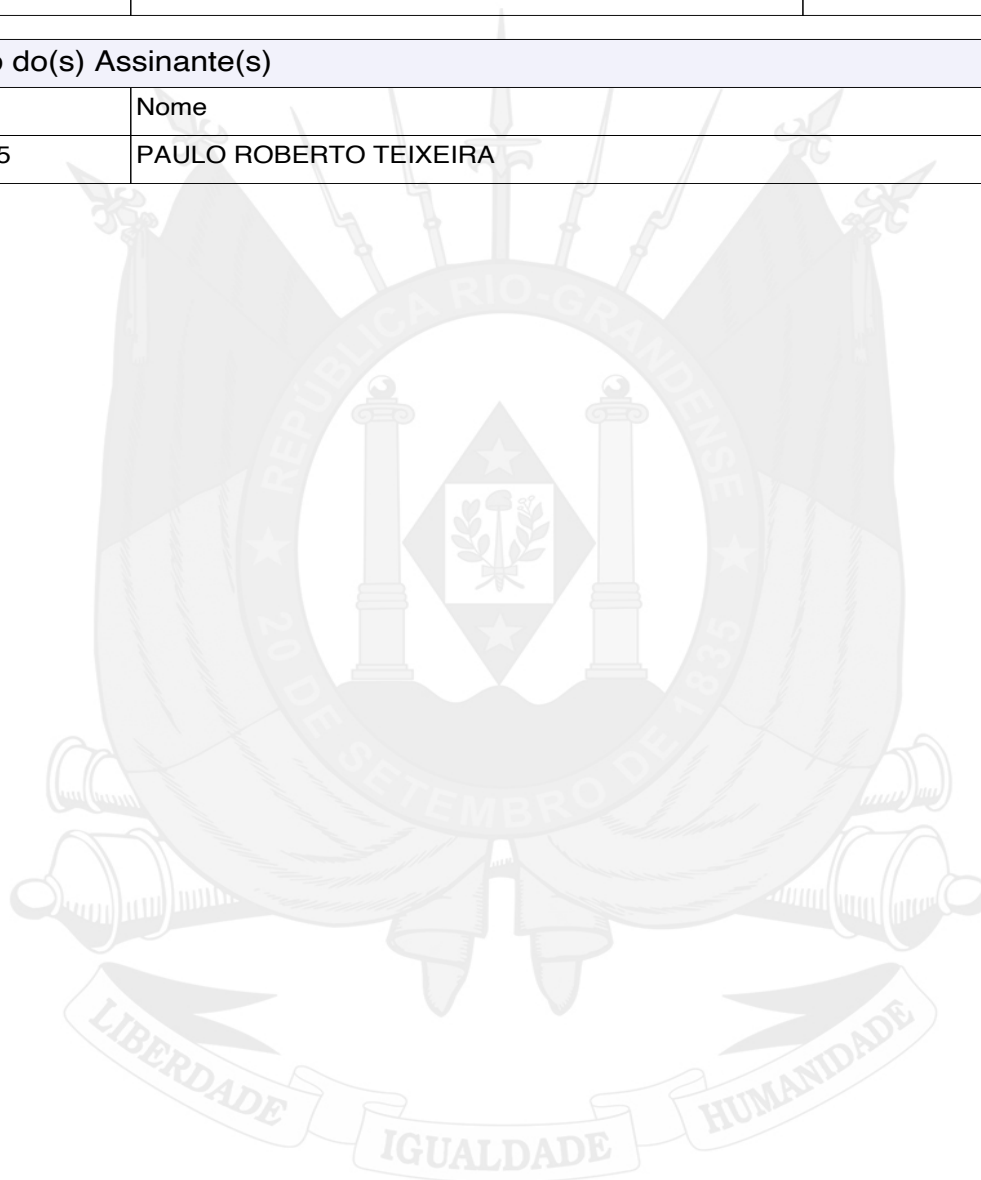 o do(s) Assinante(s)
Nome
5 PAULO ROBERTO TEIXEIRA
REPÚBLICA RIO-GRANDENSE
20 DE SETEMBRO DE 1835
LIBERDADE IGUALDADE HUMANIDADE